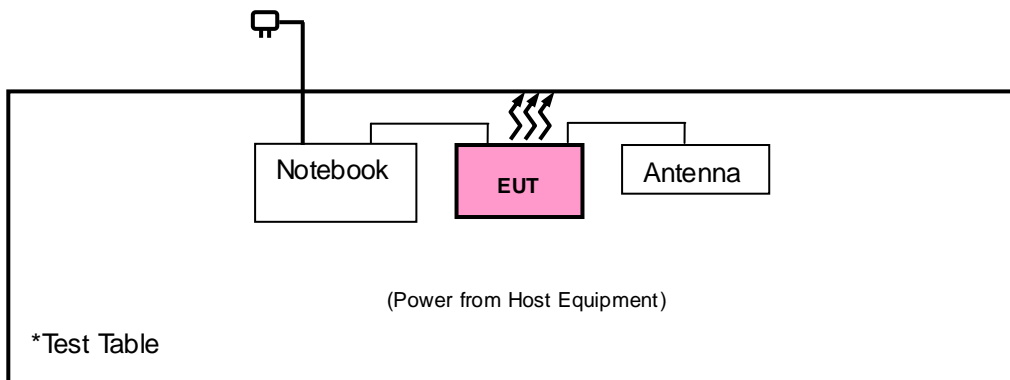 Notebook
EUT
Antenna
(Power from Host Equipment)
*Test Table